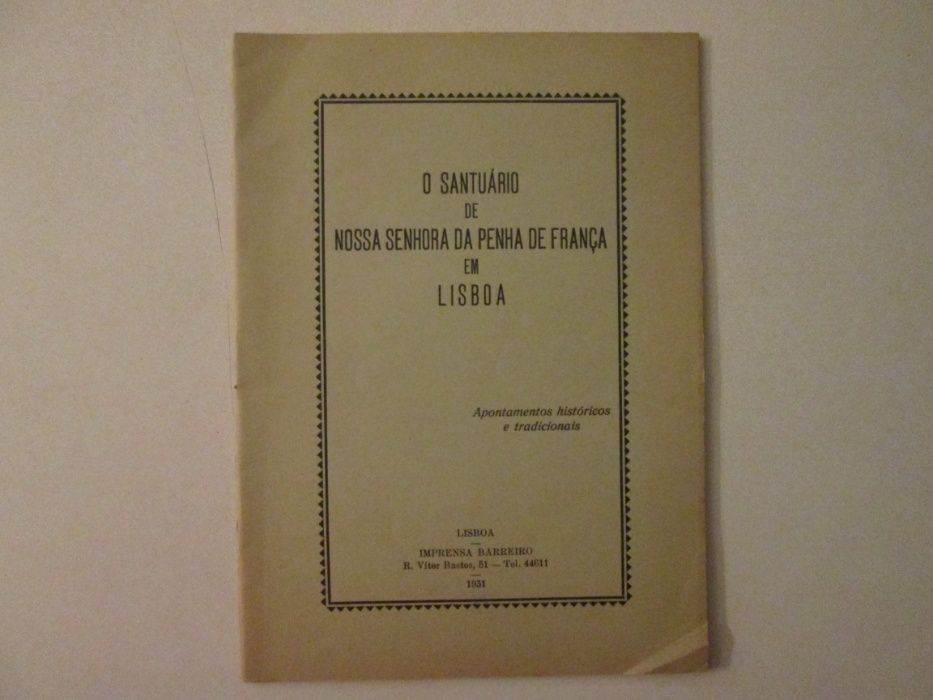 O SANTUÁRIO
DE
NOSSA SENHORA DA PENHA DE FRANÇA
EM
LISBOA
Apontamentos históricos
e tradicionais
LISBOA
IMPRENSA BARREIRO
R. Vítor Bastos, 51 — Tel. 44611
1951